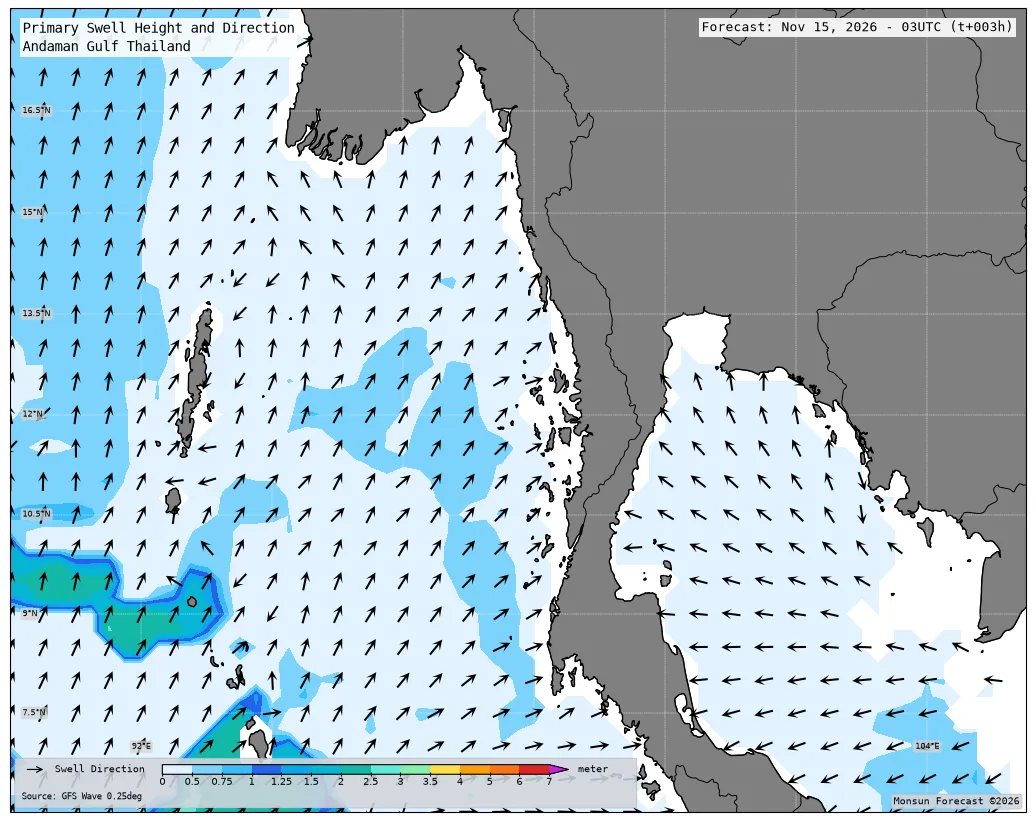 Primary Swell Height and Direction
Andaman Gulf Thailand
Forecast: Nov 15, 2026 - 03UTC (t+003h)
16.5°N
15°N
13.5°N
12°N
10.5°N
9°N
7.5°N
92°E
104°E
Swell Direction
meter
0 0.5 0.75 1 1.25 1.5 2 2.5 3 3.5 4 5 6 7
Source: GFS Wave 0.25deg
Monsun Forecast ©2026